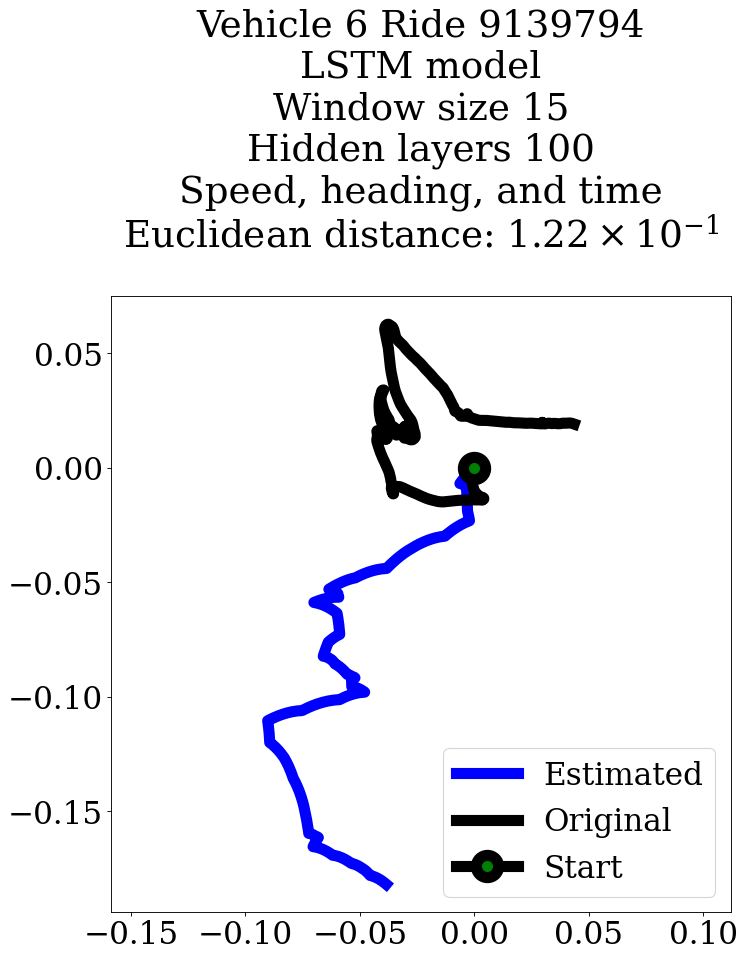 Vehicle 6 Ride 9139794
LSTM model
Window size 15
Hidden layers 100
Speed, heading, and time
Euclidean distance: 1.22 × 10⁻¹
0.05
0.00
−0.05
−0.10
−0.15
Estimated
Original
Start
−0.15 −0.10 −0.05 0.00 0.05 0.10